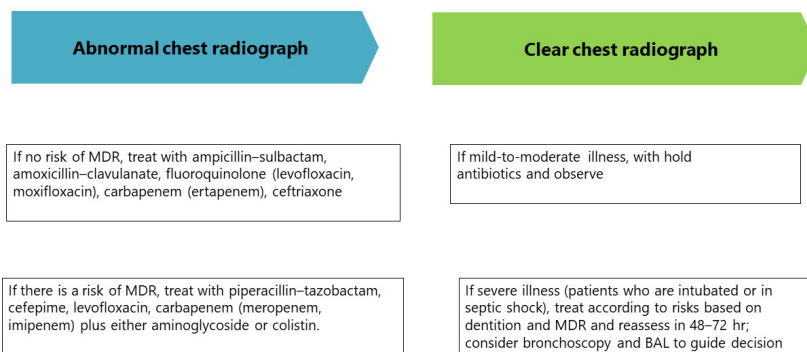 Abnormal chest radiograph
Clear chest radiograph
If no risk of MDR, treat with ampicillin–sulbactam,
amoxicillin–clavulanate, fluoroquinolone (levofloxacin,
moxifloxacin), carbapenem (ertapenem), ceftriaxone
If mild-to-moderate illness, with hold
antibiotics and observe
If there is a risk of MDR, treat with piperacillin–tazobactam,
cefepime, levofloxacin, carbapenem (meropenem,
imipenem) plus either aminoglycoside or colistin.
If severe illness (patients who are intubated or in
septic shock), treat according to risks based on
dentition and MDR and reassess in 48–72 hr;
consider bronchoscopy and BAL to guide decision